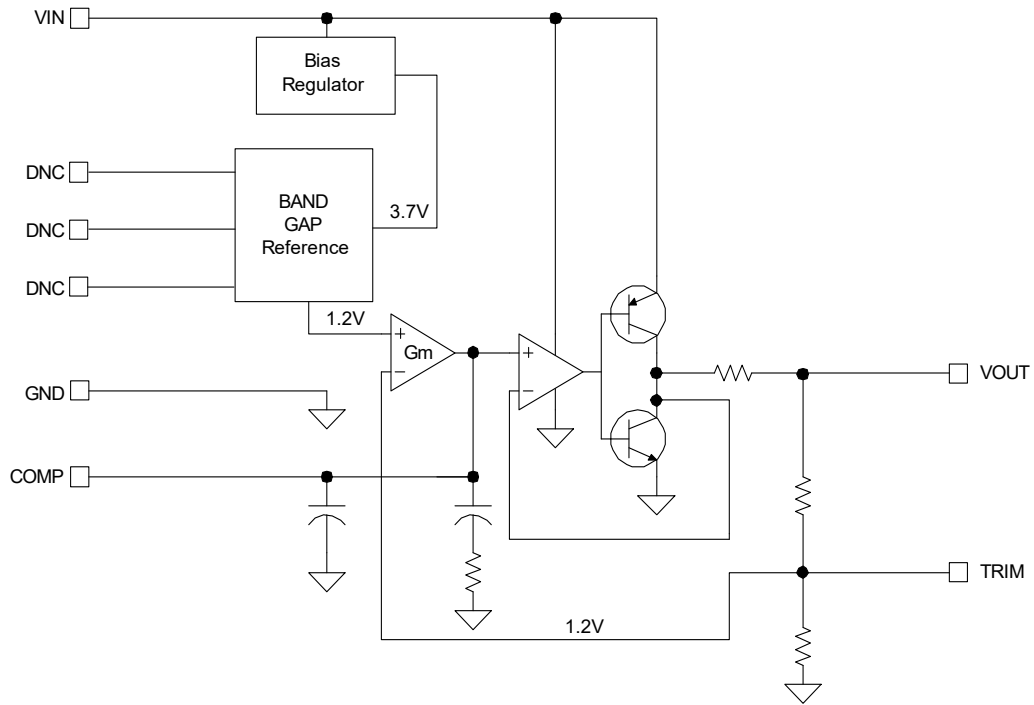 VIN
Bias
Regulator
DNC
BAND
GAP
Reference
3.7V
DNC
DNC
1.2V
+
Gm
−
+
−
VOUT
GND
COMP
TRIM
1.2V